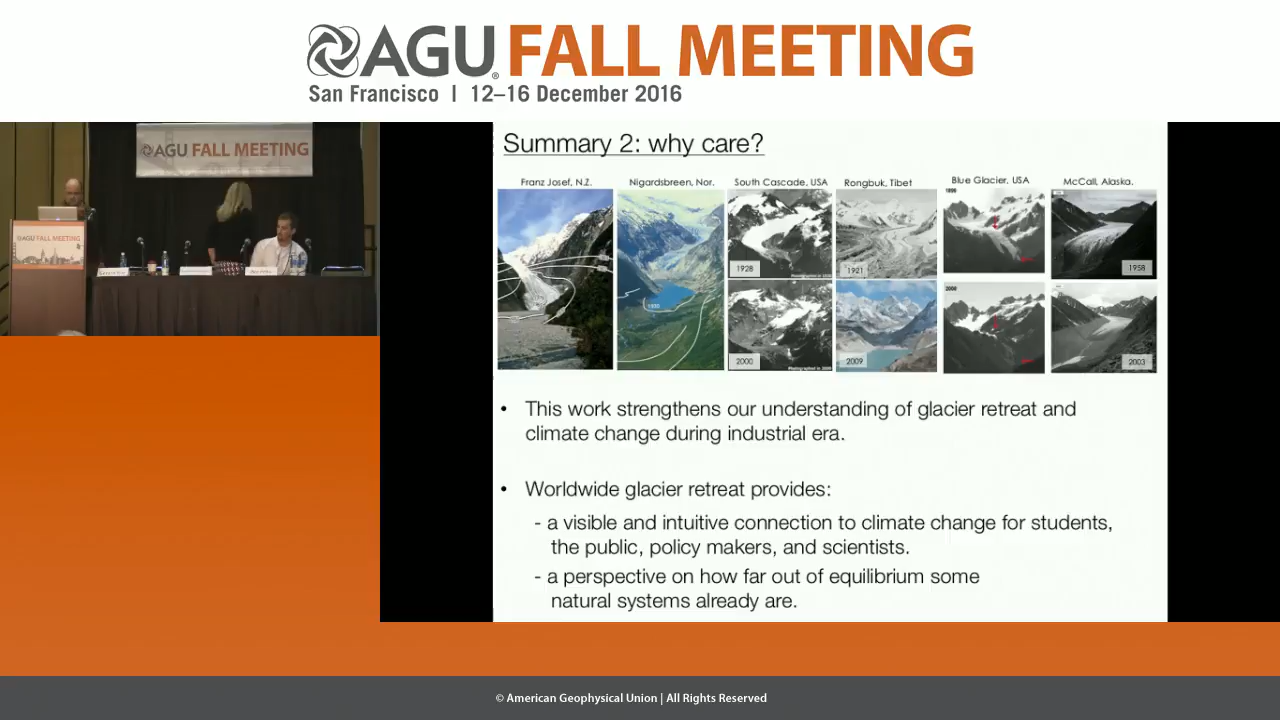 AGU FALL MEETING
San Francisco | 12–16 December 2016
AGU FALL MEETING
AGU FALL MEETING
Summary 2: why care?
Franz Josef, N.Z.
Nigardsbreen, Nor.
South Cascade, USA
Rongbuk, Tibet
Blue Glacier, USA
McCall, Alaska.
1928
1921
1958
2000
2000
2009
2003
• This work strengthens our understanding of glacier retreat and
climate change during industrial era.
• Worldwide glacier retreat provides:
- a visible and intuitive connection to climate change for students,
the public, policy makers, and scientists.
- a perspective on how far out of equilibrium some
natural systems already are.
© American Geophysical Union | All Rights Reserved